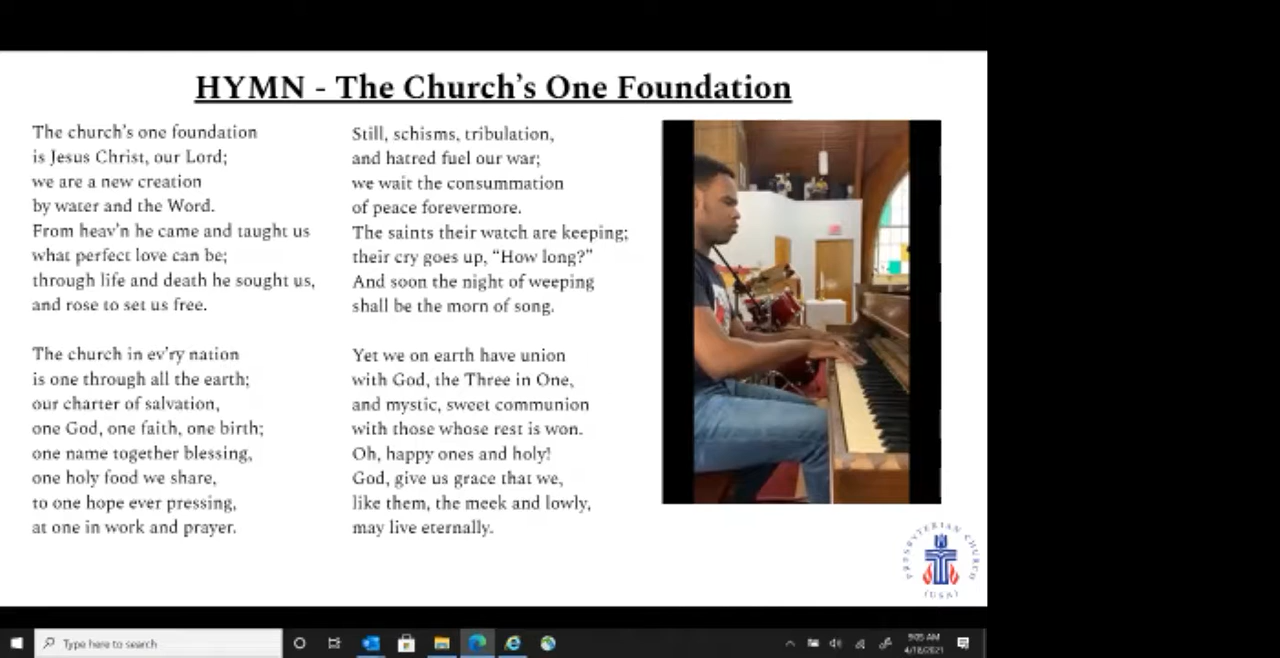 HYMN - The Church's One Foundation
The church's one foundation
is Jesus Christ, our Lord;
we are a new creation
by water and the Word.
From heav'n he came and taught us
what perfect love can be;
through life and death he sought us,
and rose to set us free.
The church in ev'ry nation
is one through all the earth;
our charter of salvation,
one God, one faith, one birth;
one name together blessing,
one holy food we share,
to one hope ever pressing,
at one in work and prayer.
Still, schisms, tribulation,
and hatred fuel our war;
we wait the consummation
of peace forevermore.
The saints their watch are keeping;
their cry goes up, “How long?”
And soon the night of weeping
shall be the morn of song.
Yet we on earth have union
with God, the Three in One,
and mystic, sweet communion
with those whose rest is won.
Oh, happy ones and holy!
God, give us grace that we,
like them, the meek and lowly,
may live eternally.
PRESBYTERIAN CHURCH
(USA)
Type here to search
9:05 AM
4/18/2021